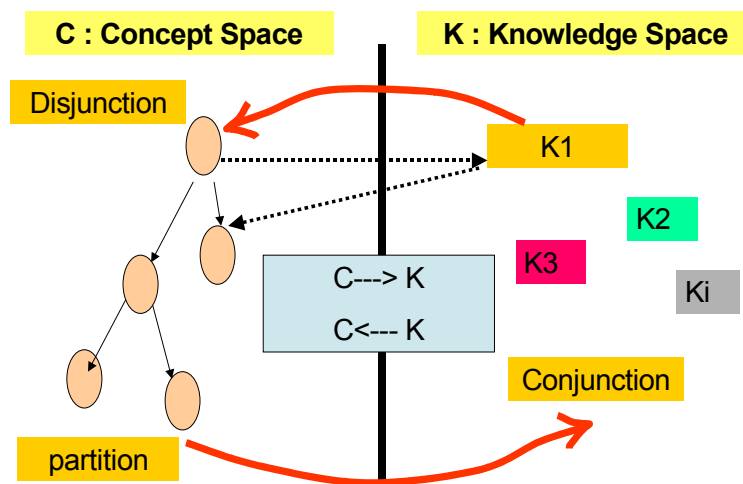 C : Concept Space
K : Knowledge Space
Disjunction
K1
K2
K3
Ki
C---> K
C<--- K
Conjunction
partition